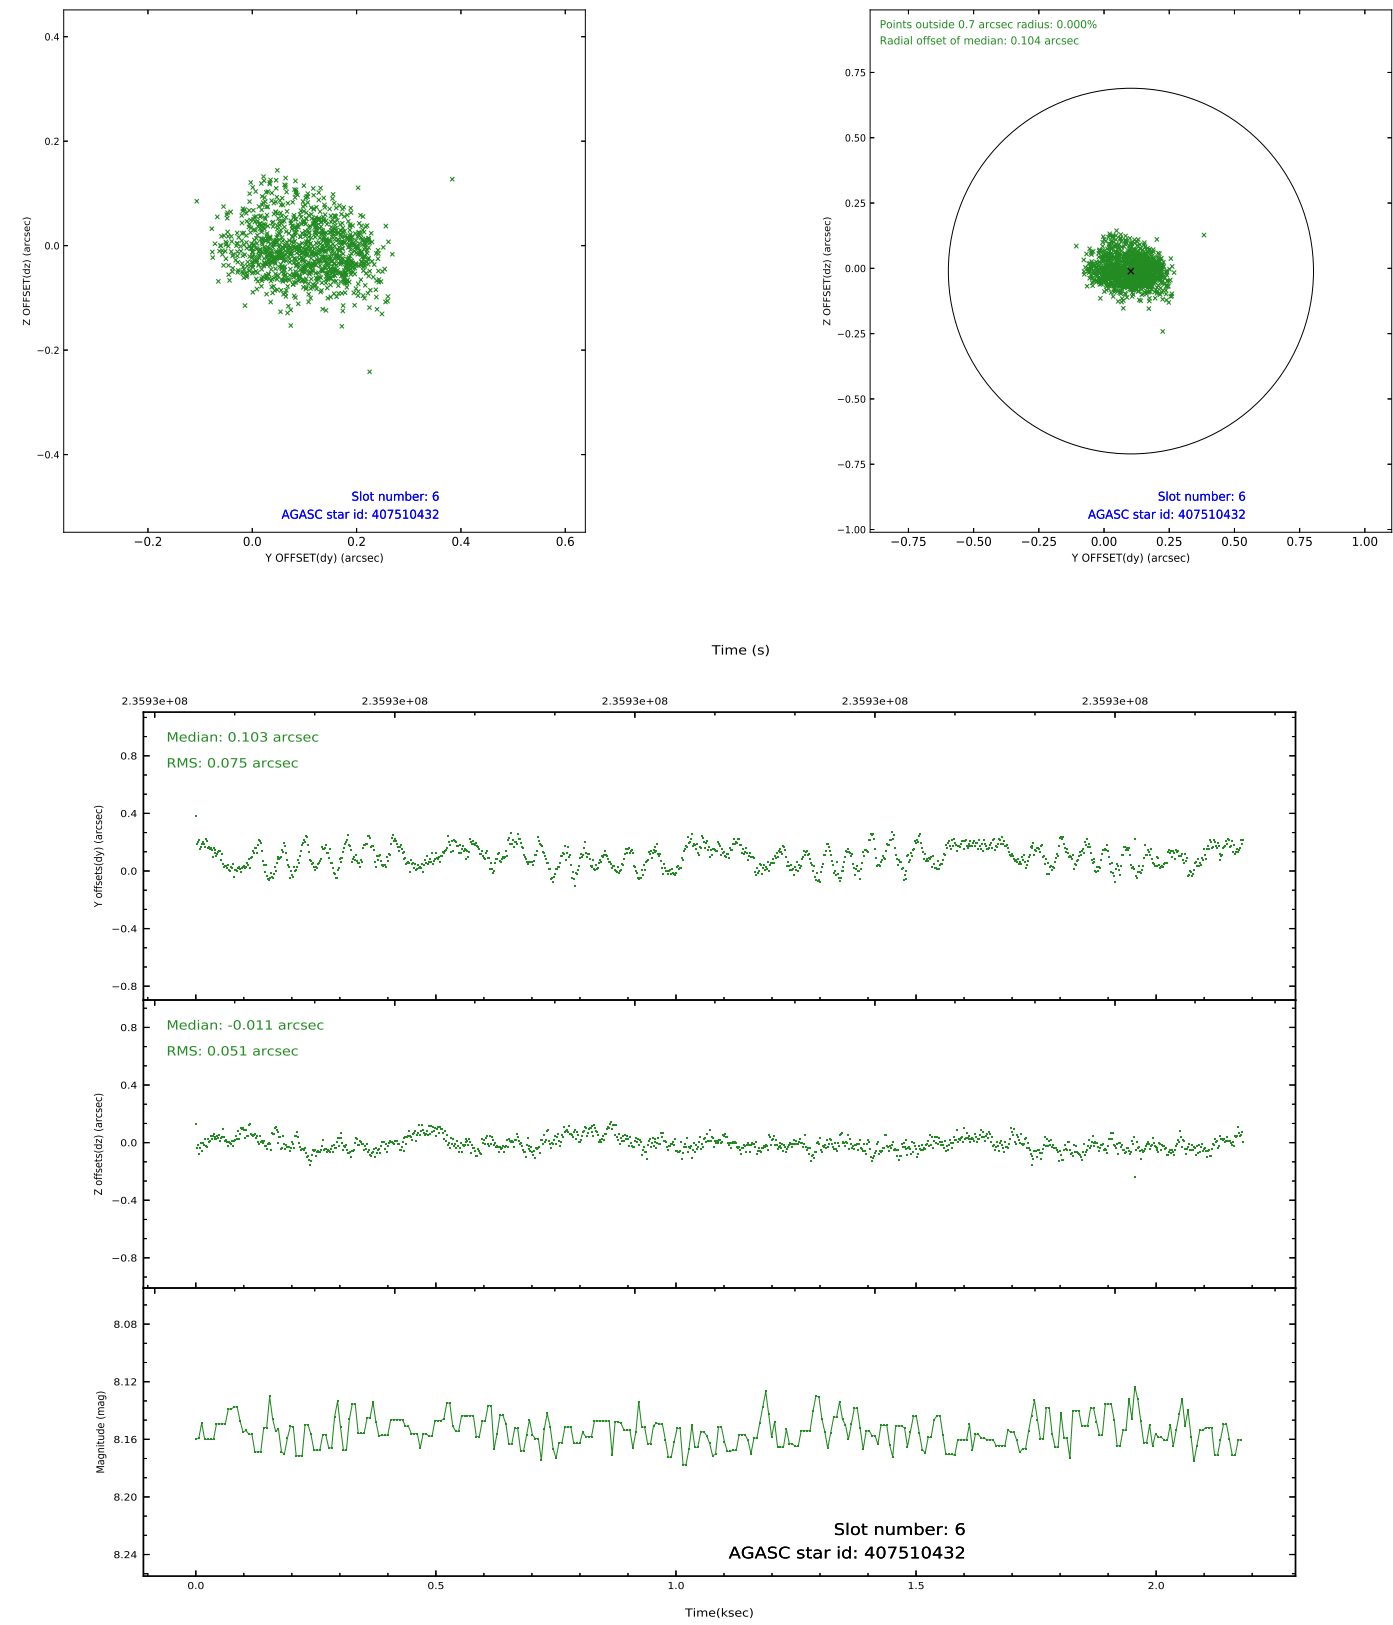 0.4
0.2
0.0
−0.2
−0.4
Z OFFSET(dz) (arcsec)
Slot number: 6
AGASC star id: 407510432
−0.2 0.0 0.2 0.4 0.6
Y OFFSET(dy) (arcsec)
Points outside 0.7 arcsec radius: 0.000%
Radial offset of median: 0.104 arcsec
0.75
0.50
0.25
0.00
−0.25
−0.50
−0.75
−1.00
Z OFFSET(dz) (arcsec)
Slot number: 6
AGASC star id: 407510432
−0.75 −0.50 −0.25 0.00 0.25 0.50 0.75 1.00
Y OFFSET(dy) (arcsec)
Time (s)
2.3593e+08 2.3593e+08 2.3593e+08 2.3593e+08 2.3593e+08
Median: 0.103 arcsec
RMS: 0.075 arcsec
0.8
0.4
0.0
−0.4
−0.8
Y offsets(dy) (arcsec)
Median: -0.011 arcsec
RMS: 0.051 arcsec
0.8
0.4
0.0
−0.4
−0.8
Z offsets(dz) (arcsec)
8.08
8.12
8.16
8.20
8.24
Magnitude (mag)
Slot number: 6
AGASC star id: 407510432
0.0 0.5 1.0 1.5 2.0
Time(ksec)